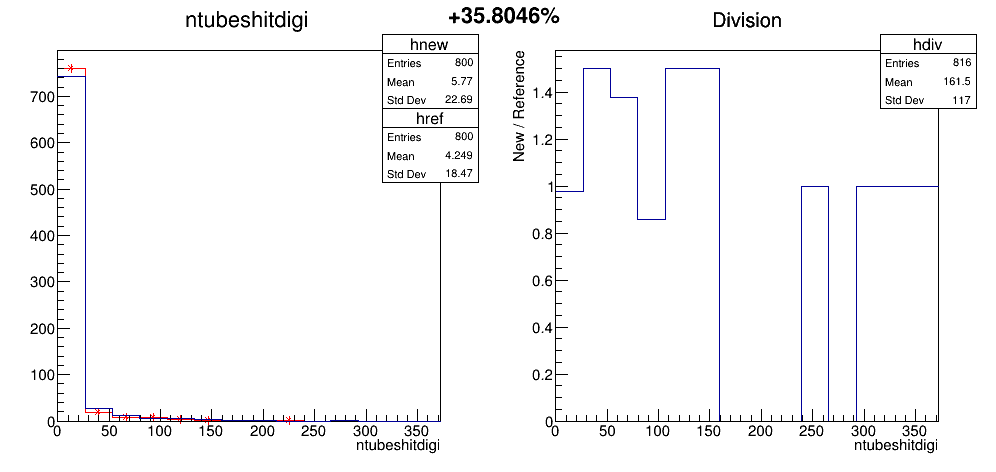 ntubeshitdigi
+35.8046%
Division
hnew
Entries 800
Mean 5.77
Std Dev 22.69
href
Entries 800
Mean 4.249
Std Dev 18.47
700
600
500
400
300
200
100
0
0 50 100 150 200 250 300 350
ntubeshitdigi
New / Reference
hdiv
Entries 816
Mean 161.5
Std Dev 117
1.4
1.2
1
0.8
0.6
0.4
0.2
0
0 50 100 150 200 250 300 350
ntubeshitdigi